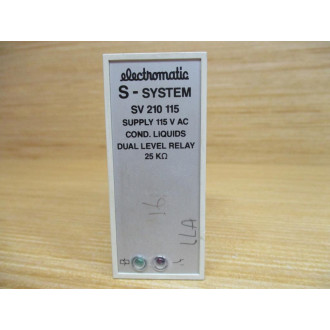 electromatic
S - SYSTEM
SV 210 115
SUPPLY 115 V AC
COND. LIQUIDS
DUAL LEVEL RELAY
25 KΩ